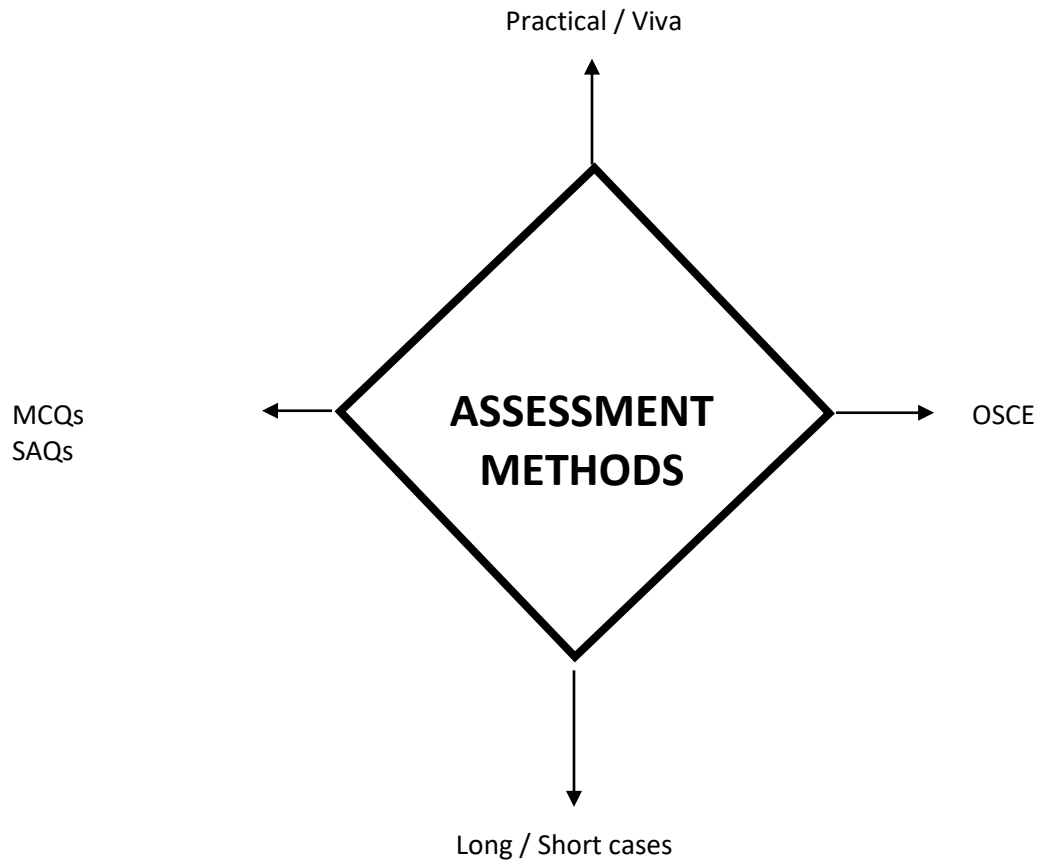 Practical / Viva
MCQs
SAQs
ASSESSMENT
METHODS
OSCE
Long / Short cases